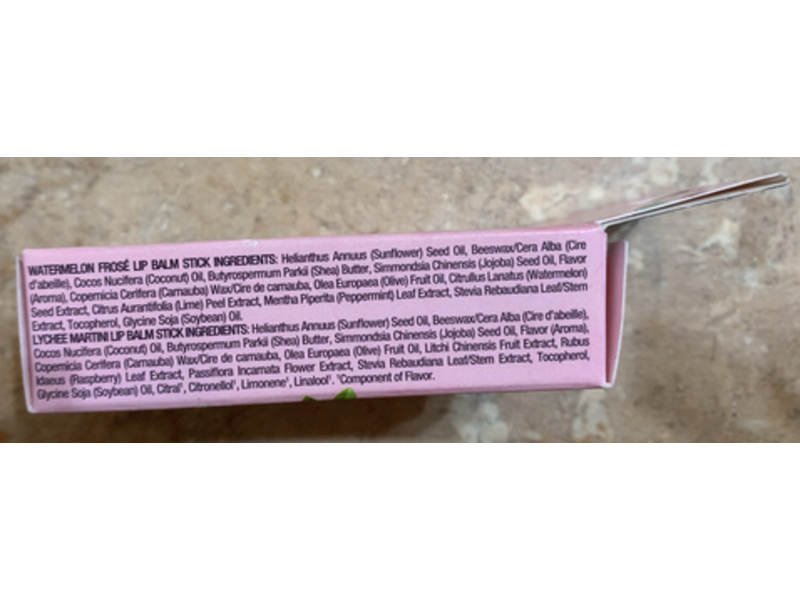 WATERMELON FROSÉ LIP BALM STICK INGREDIENTS: Helianthus Annuus (Sunflower) Seed Oil, Beeswax/Cera Alba (Cire
d'abeille), Cocos Nucifera (Coconut) Oil, Butyrospermum Parkii (Shea) Butter, Simmondsia Chinensis (Jojoba) Seed Oil, Flavor
(Aroma), Copernicia Cerifera (Carnauba) Wax/Cire de carnauba, Olea Europaea (Olive) Fruit Oil, Citrullus Lanatus (Watermelon)
Seed Extract, Citrus Aurantifolia (Lime) Peel Extract, Mentha Piperita (Peppermint) Leaf Extract, Stevia Rebaudiana Leaf/Stem
Extract, Tocopherol, Glycine Soja (Soybean) Oil.
LYCHEE MARTINI LIP BALM STICK INGREDIENTS: Helianthus Annuus (Sunflower) Seed Oil, Beeswax/Cera Alba (Cire d'abeille),
Cocos Nucifera (Coconut) Oil, Butyrospermum Parkii (Shea) Butter, Simmondsia Chinensis (Jojoba) Seed Oil, Flavor (Aroma),
Copernicia Cerifera (Carnauba) Wax/Cire de carnauba, Olea Europaea (Olive) Fruit Oil, Litchi Chinensis Fruit Extract, Rubus
Idaeus (Raspberry) Leaf Extract, Passiflora Incarnata Flower Extract, Stevia Rebaudiana Leaf/Stem Extract, Tocopherol,
Glycine Soja (Soybean) Oil, Citral¹, Citronellol¹, Limonene¹, Linalool¹. ¹Component of Flavor.